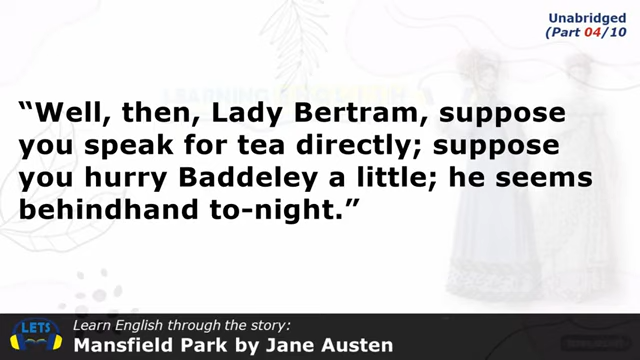 Unabridged
(Part 04/10
“Well, then, Lady Bertram, suppose
you speak for tea directly; suppose
you hurry Baddeley a little; he seems
behindhand to-night.”
LETS
Learn English through the story:
Mansfield Park by Jane Austen